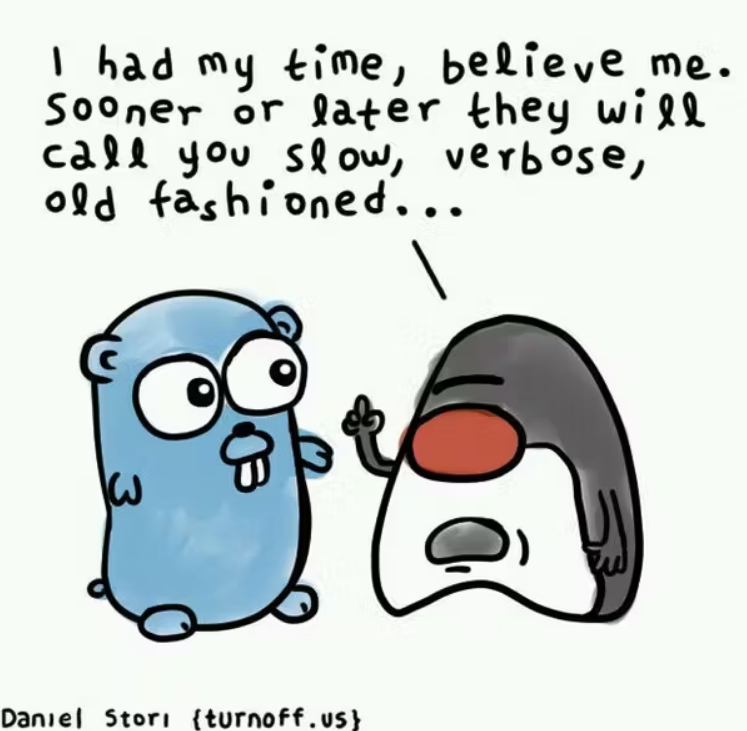 I had my time, believe me.
Sooner or later they will
call you slow, verbose,
old fashioned...
Daniel Stori {turnoff.us}